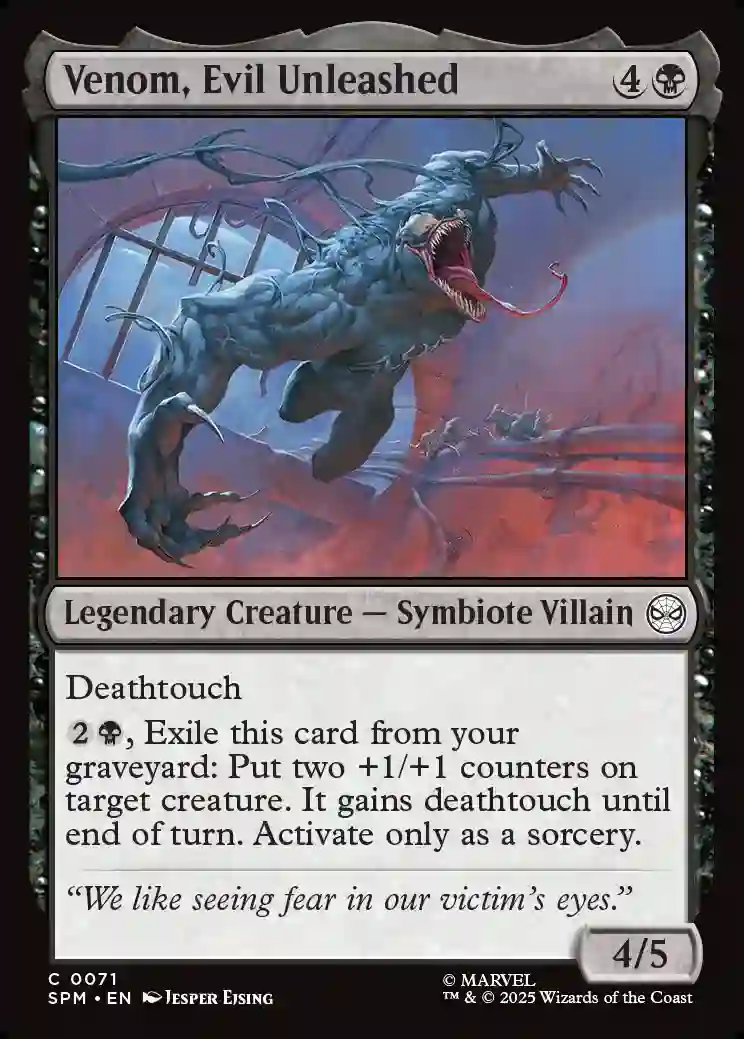 Venom, Evil Unleashed 4
Legendary Creature — Symbiote Villain
Deathtouch
2, Exile this card from your
graveyard: Put two +1/+1 counters on
target creature. It gains deathtouch until
end of turn. Activate only as a sorcery.
“We like seeing fear in our victim’s eyes.”
4/5
C 0071
SPM • EN Jesper Ejsing
© MARVEL
™ & © 2025 Wizards of the Coast